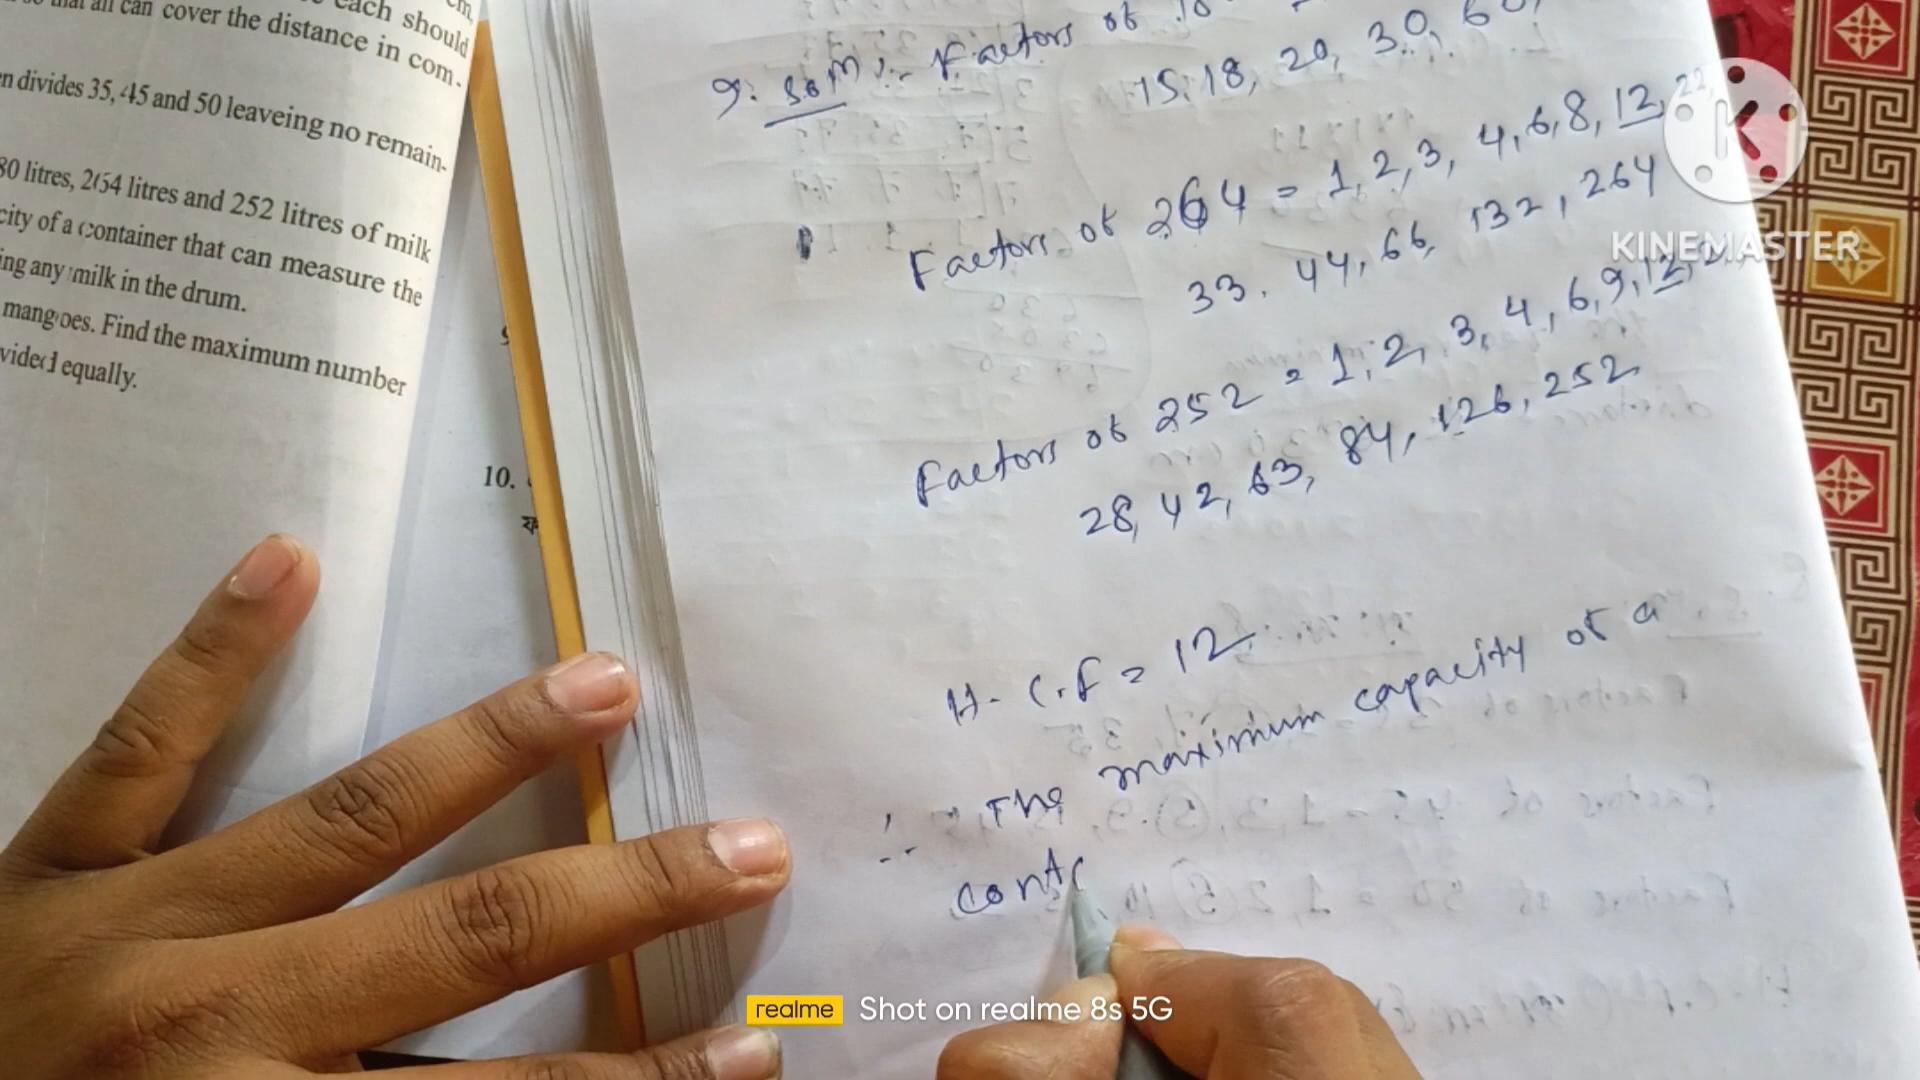 each should
can cover the distance in com-
divides 35, 45 and 50 leaveing no remain-
80 litres, 264 litres and 252 litres of milk
city of a container that can measure the
ing any milk in the drum.
mangoes. Find the maximum number
vided equally.
10.
9. Soln:- Factors of
15, 18, 20, 30, 60,
Factors of 264 = 1, 2, 3, 4, 6, 8, 12, 22,
33, 44, 66, 132, 264
Factors of 252 = 1, 2, 3, 4, 6, 9, 12,
28, 42, 63, 84, 126, 252
H.C.F = 12
∴ The maximum capacity of a
conta
KINEMASTER
realme Shot on realme 8s 5G